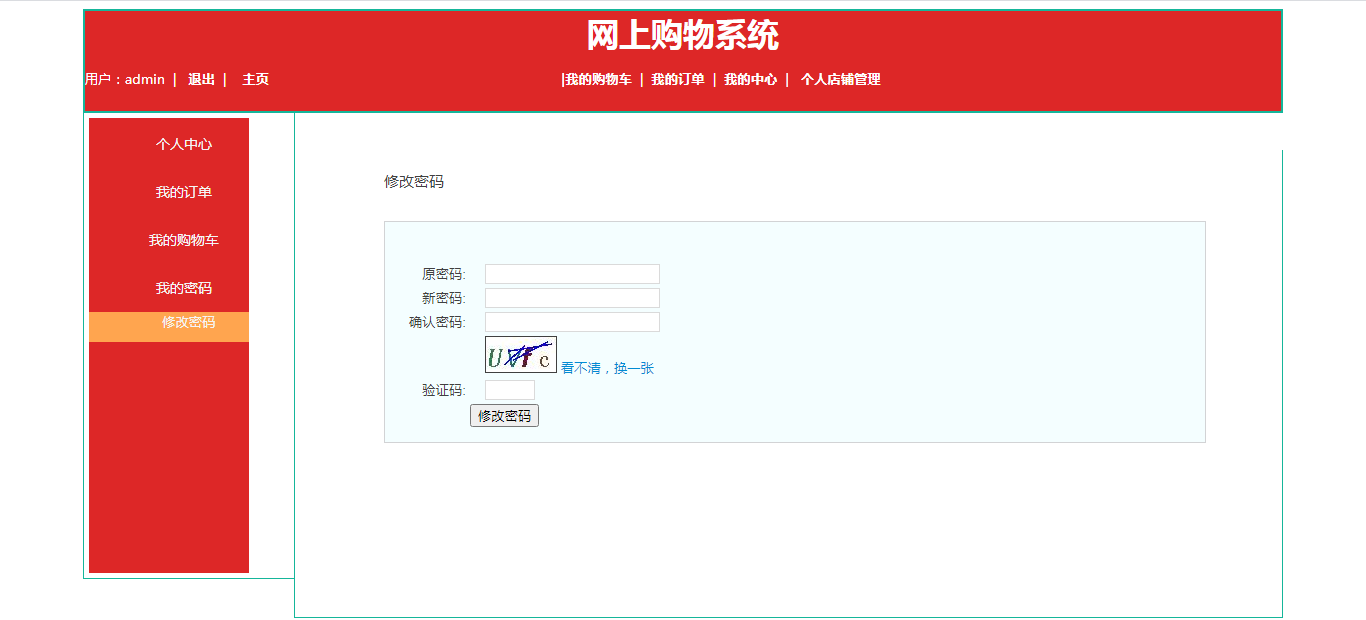 网上购物系统
用户：admin | 退出 | 主页 |我的购物车 | 我的订单 | 我的中心 | 个人店铺管理
个人中心
我的订单
我的购物车
我的密码
修改密码
修改密码
原密码:
新密码:
确认密码:
看不清，换一张
验证码:
修改密码